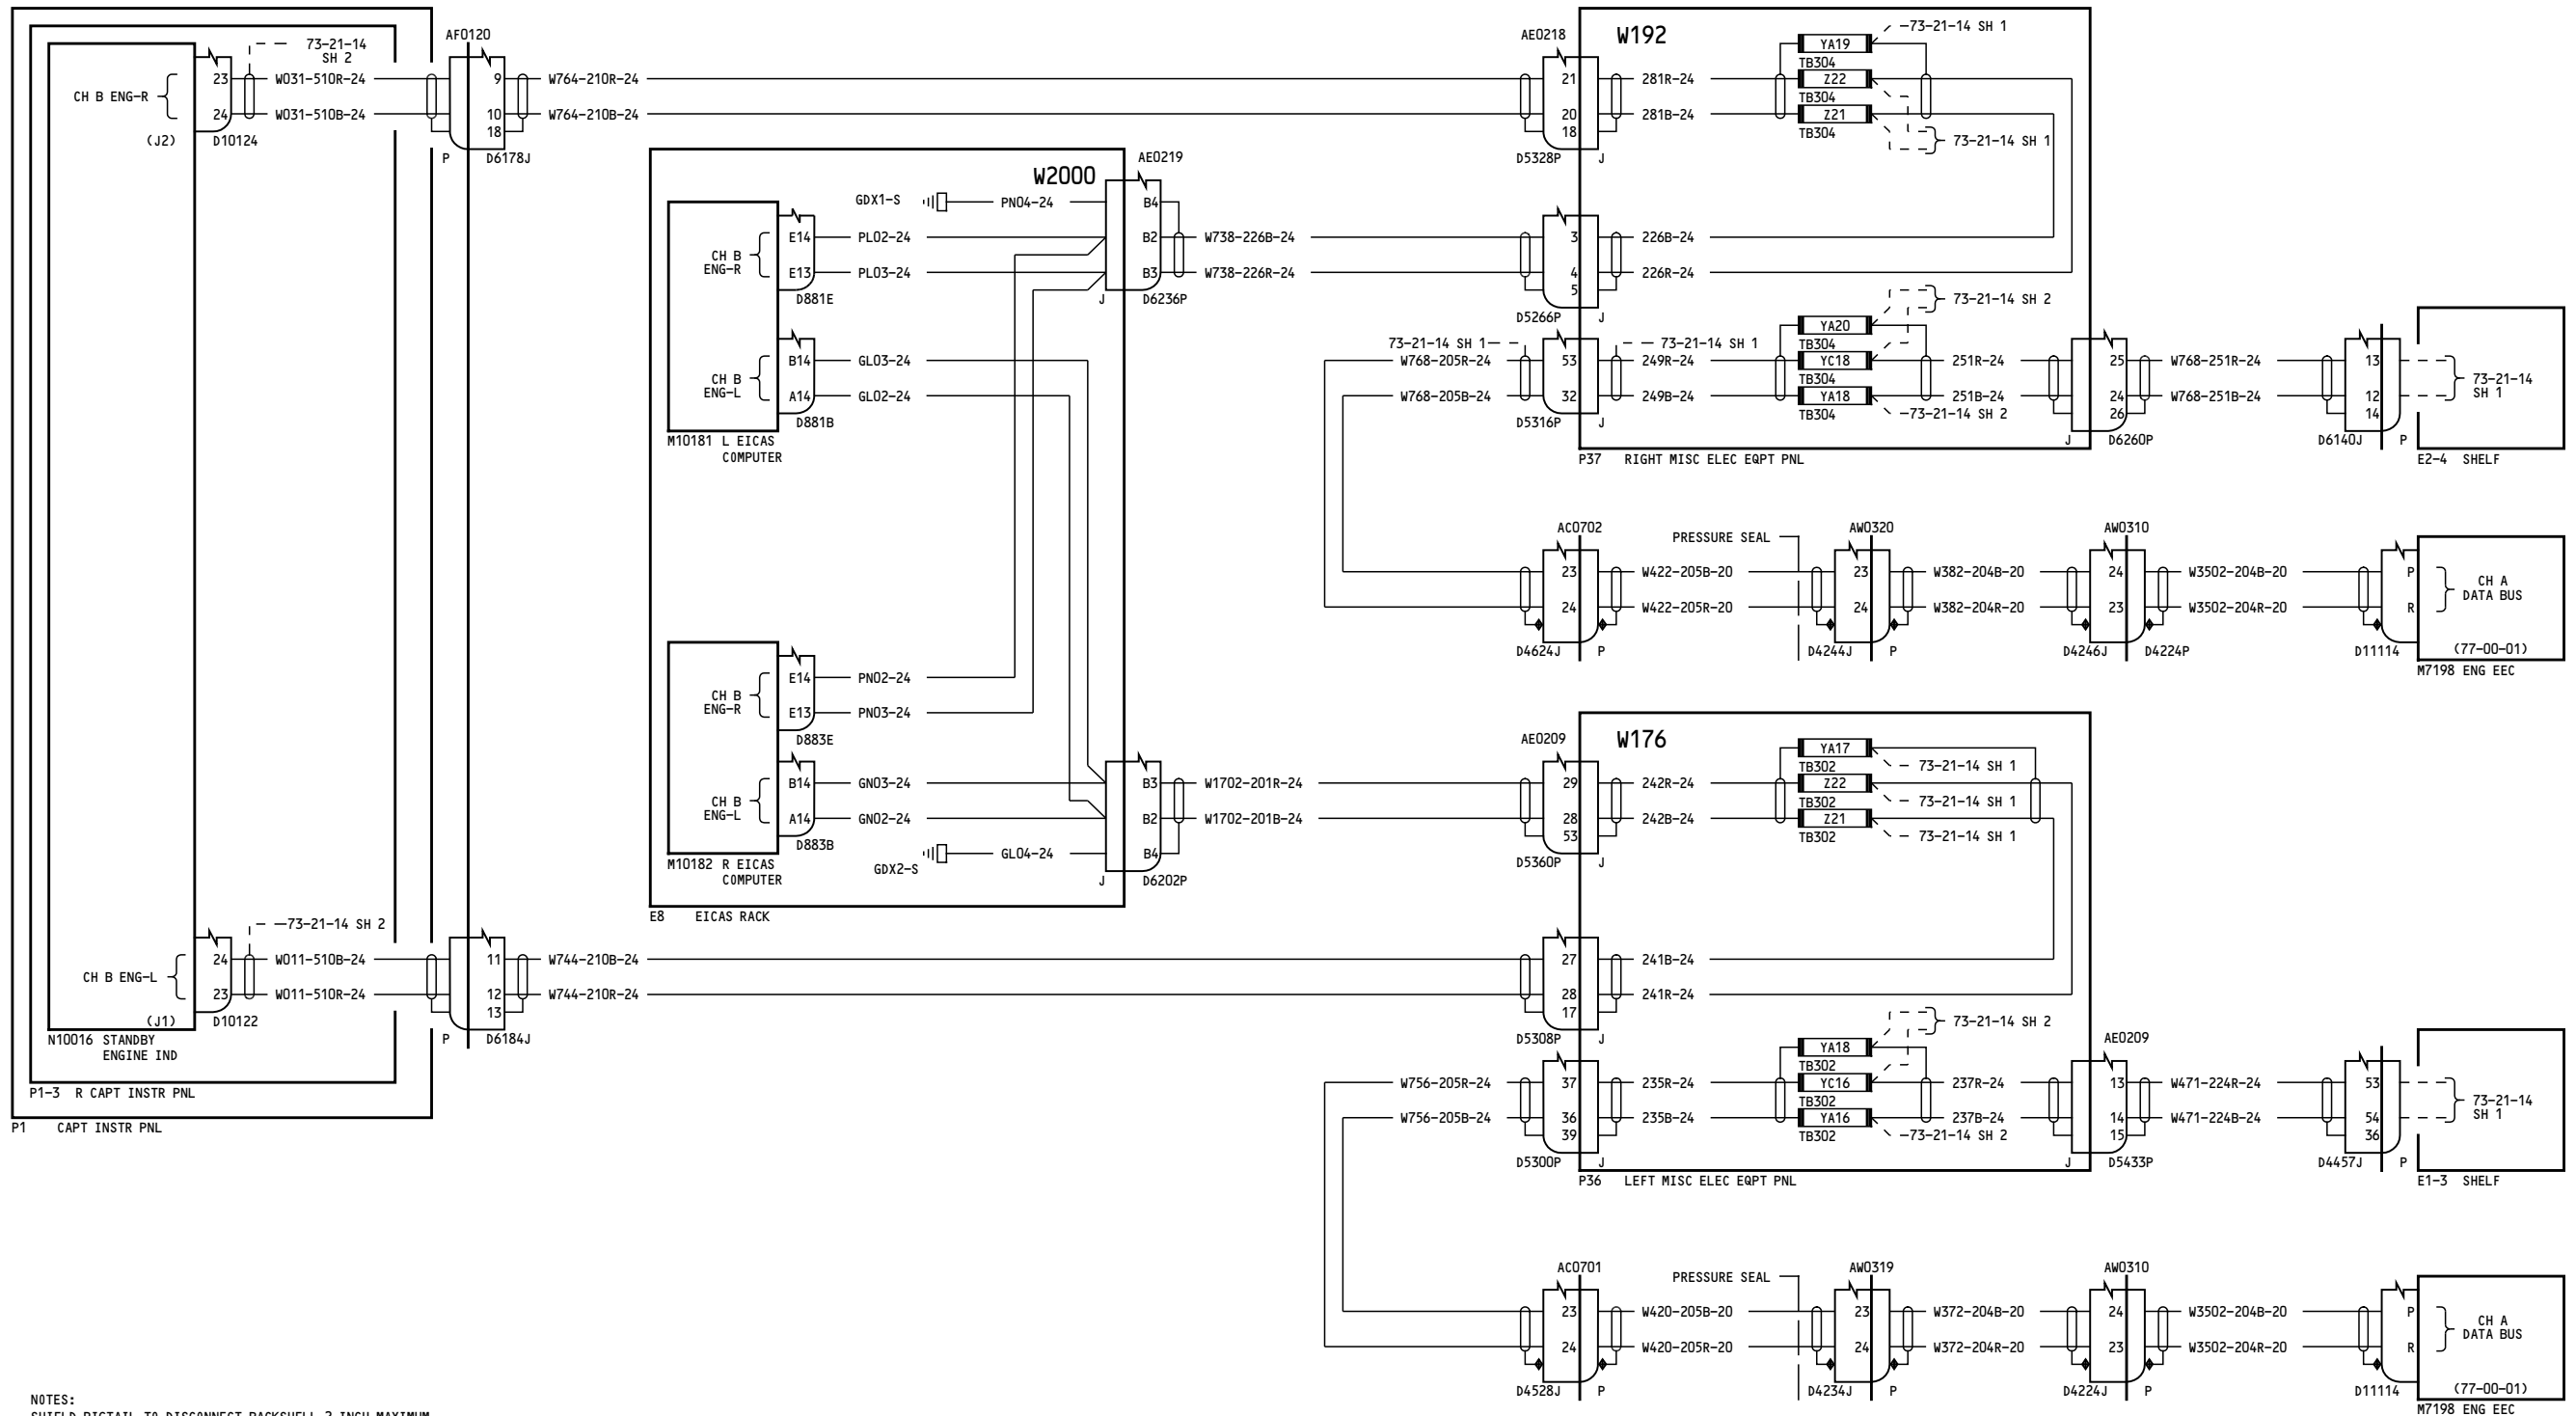 73-21-14
SH 2
CH B ENG-R
23
24
W031-510R-24
W031-510B-24
(J2)
D10124
AF0120
9
10
18
P
D6178J
W764-210R-24
W764-210B-24
AE0218
21
20
18
D5328P
J
W192
281R-24
281B-24
YA19
TB304
Z22
TB304
Z21
TB304
73-21-14 SH 1
73-21-14 SH 1
W2000
AE0219
GDX1-S
PN04-24
B4
B2
B3
J
D6236P
CH B
ENG-R
E14
E13
PL02-24
PL03-24
D881E
CH B
ENG-L
B14
A14
GL03-24
GL02-24
D881B
M10181 L EICAS
COMPUTER
W738-226B-24
W738-226R-24
3
4
5
D5266P
J
226B-24
226R-24
73-21-14 SH 2
73-21-14 SH 1
73-21-14 SH 1
W768-205R-24
W768-205B-24
53
32
D5316P
J
249R-24
249B-24
YA20
TB304
YC18
TB304
YA18
TB304
251R-24
251B-24
73-21-14 SH 2
25
24
26
J
D6260P
W768-251R-24
W768-251B-24
13
12
14
D6140J
P
73-21-14
SH 1
E2-4 SHELF
P37 RIGHT MISC ELEC EQPT PNL
AC0702
23
24
D4624J
P
W422-205B-20
W422-205R-20
PRESSURE SEAL
AW0320
23
24
D4244J
P
W382-204B-20
W382-204R-20
AW0310
24
23
D4246J
D4224P
W3502-204B-20
W3502-204R-20
P
R
D11114
CH A
DATA BUS
(77-00-01)
M7198 ENG EEC
CH B
ENG-R
E14
E13
PN02-24
PN03-24
D883E
CH B
ENG-L
B14
A14
GN03-24
GN02-24
D883B
M10182 R EICAS
COMPUTER
GDX2-S
GL04-24
B3
B2
B4
J
D6202P
E8 EICAS RACK
W1702-201R-24
W1702-201B-24
AE0209
29
28
53
D5360P
J
W176
242R-24
242B-24
YA17
TB302
Z22
TB302
Z21
TB302
73-21-14 SH 1
73-21-14 SH 1
73-21-14 SH 1
73-21-14 SH 2
CH B ENG-L
24
23
W011-510B-24
W011-510R-24
(J1)
D10122
N10016 STANDBY
ENGINE IND
P1-3 R CAPT INSTR PNL
P1 CAPT INSTR PNL
11
12
13
P
D6184J
W744-210B-24
W744-210R-24
27
28
17
D5308P
J
241B-24
241R-24
73-21-14 SH 2
W756-205R-24
W756-205B-24
37
36
39
D5300P
J
235R-24
235B-24
YA18
TB302
YC16
TB302
YA16
TB302
237R-24
237B-24
73-21-14 SH 2
AE0209
13
14
15
J
D5433P
W471-224R-24
W471-224B-24
53
54
36
D4457J
P
73-21-14
SH 1
E1-3 SHELF
P36 LEFT MISC ELEC EQPT PNL
AC0701
23
24
D4528J
P
W420-205B-20
W420-205R-20
PRESSURE SEAL
AW0319
23
24
D4234J
P
W372-204B-20
W372-204R-20
AW0310
24
23
D4224J
P
W3502-204B-20
W3502-204R-20
P
R
D11114
CH A
DATA BUS
(77-00-01)
M7198 ENG EEC
NOTES:
SHIELD PIGTAIL TO DISCONNECT BACKSHELL 2 INCH MAXIMUM